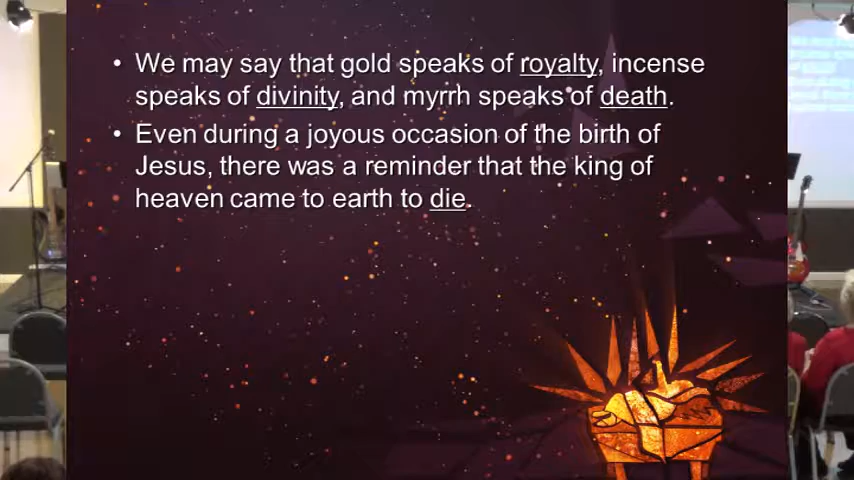 • We may say that gold speaks of royalty, incense
speaks of divinity, and myrrh speaks of death.
• Even during a joyous occasion of the birth of
Jesus, there was a reminder that the king of
heaven came to earth to die.